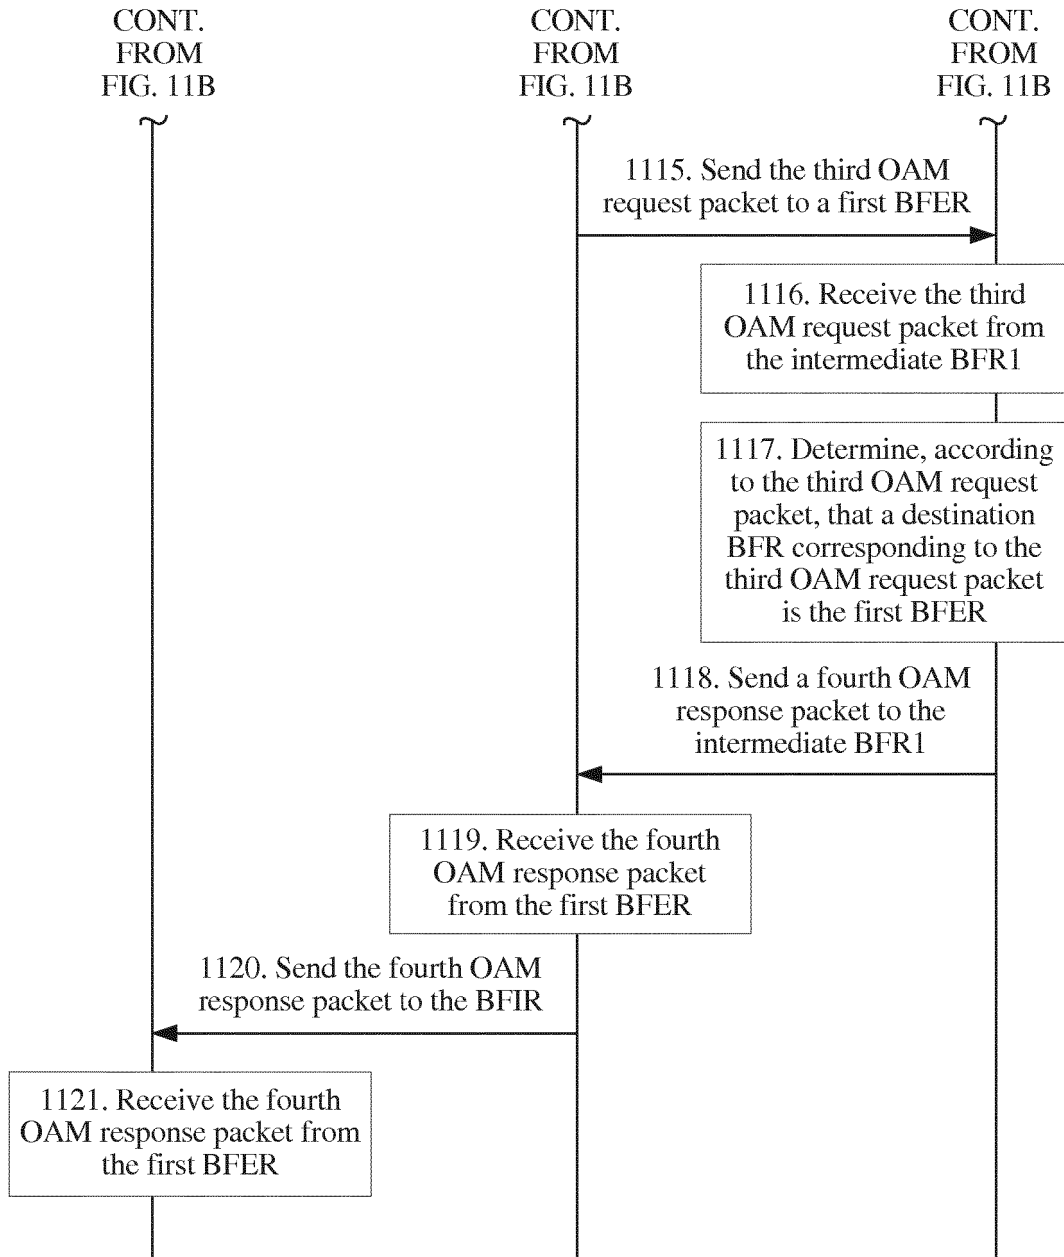 CONT.
FROM
FIG. 11B
CONT.
FROM
FIG. 11B
CONT.
FROM
FIG. 11B
1115. Send the third OAM
request packet to a first BFER
1116. Receive the third
OAM request packet from
the intermediate BFR1
1117. Determine, according
to the third OAM request
packet, that a destination
BFR corresponding to the
third OAM request packet
is the first BFER
1118. Send a fourth OAM
response packet to the
intermediate BFR1
1119. Receive the fourth
OAM response packet
from the first BFER
1120. Send the fourth OAM
response packet to the BFIR
1121. Receive the fourth
OAM response packet from
the first BFER